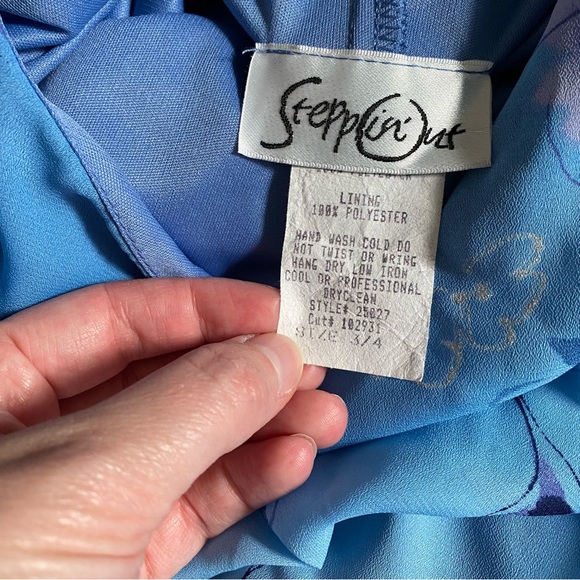 Steppin' Out
LINING
100% POLYESTER
HAND WASH COLD DO
NOT TWIST OR WRING
HANG DRY LOW IRON
COOL OR PROFESSIONAL
DRYCLEAN
STYLE# 25027
Cut# 102931
SIZE 3/4